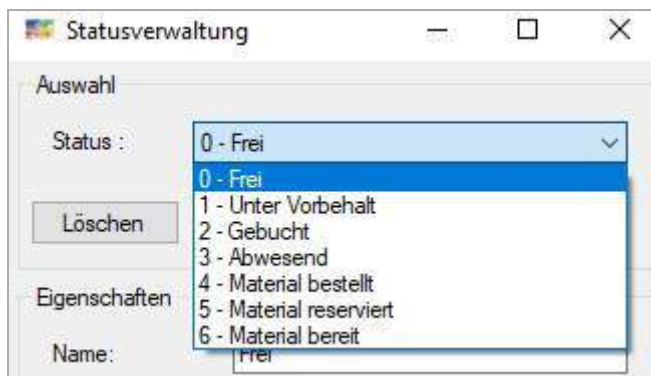 Statusverwaltung
Auswahl
Status : 0 - Frei
0 - Frei
1 - Unter Vorbehalt
Löschen
2 - Gebucht
3 - Abwesend
4 - Material bestellt
Eigenschaften
5 - Material reserviert
6 - Material bereit
Name: Frei